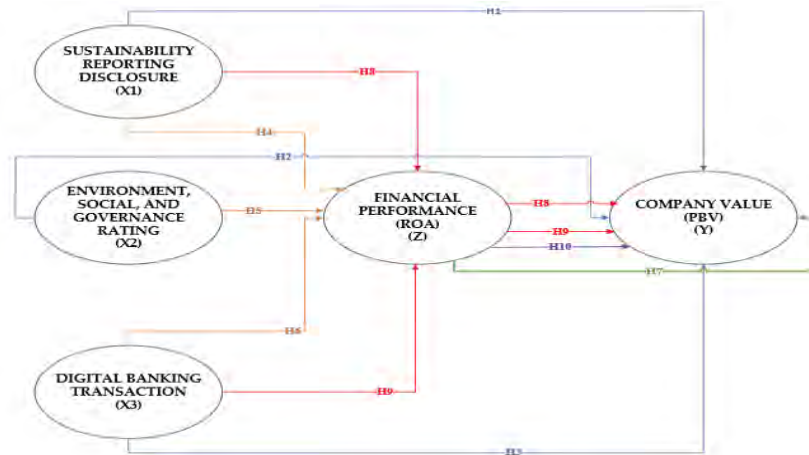 H1
SUSTAINABILITY
REPORTING
DISCLOSURE
(X1)
H8
H4
H2
ENVIRONMENT,
SOCIAL, AND
GOVERNANCE
RATING
(X2)
H5
FINANCIAL
PERFORMANCE
(ROA)
(Z)
H8
H9
H10
COMPANY VALUE
(PBV)
(Y)
H7
H6
DIGITAL BANKING
TRANSACTION
(X3)
H9
H3